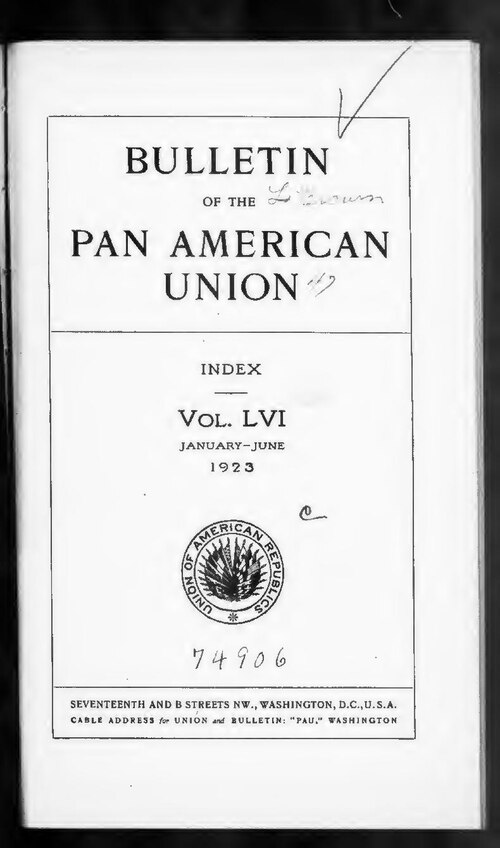 BULLETIN
OF THE
PAN AMERICAN
UNION
INDEX
VOL. LVI
JANUARY-JUNE
1923
UNION OF AMERICAN REPUBLICS
74906
SEVENTEENTH AND B STREETS NW., WASHINGTON, D.C., U.S.A.
CABLE ADDRESS for UNION and BULLETIN: "PAU," WASHINGTON